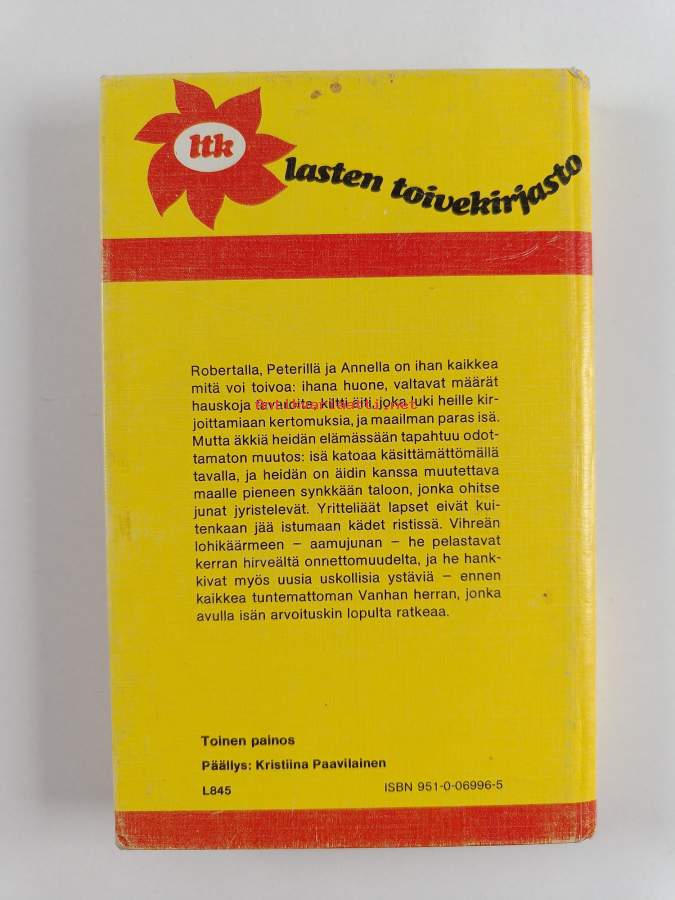 ltk
lasten toivekirjasto
Robertalla, Peterillä ja Annella on ihan kaikkea
mitä voi toivoa: ihana huone, valtavat määrät
hauskoja tavaroita, kiltti äiti, joka luki heille kir-
joittamiaan kertomuksia, ja maailman paras isä.
Mutta äkkiä heidän elämässään tapahtuu odot-
tamaton muutos: isä katoaa käsittämättömällä
tavalla, ja heidän on äidin kanssa muutettava
maalle pieneen synkkään taloon, jonka ohitse
junat jyristelevät. Yritteliäät lapset eivät kui-
tenkaan jää istumaan kädet ristissä. Vihreän
lohikäärmeen – aamujunan – he pelastavat
kerran hirveältä onnettomuudelta, ja he hank-
kivat myös uusia uskollisia ystäviä – ennen
kaikkea tuntemattoman Vanhan herran, jonka
avulla isän arvoituskin lopulta ratkeaa.
Toinen painos
Päällys: Kristiina Paavilainen
L845 ISBN 951-0-06996-5